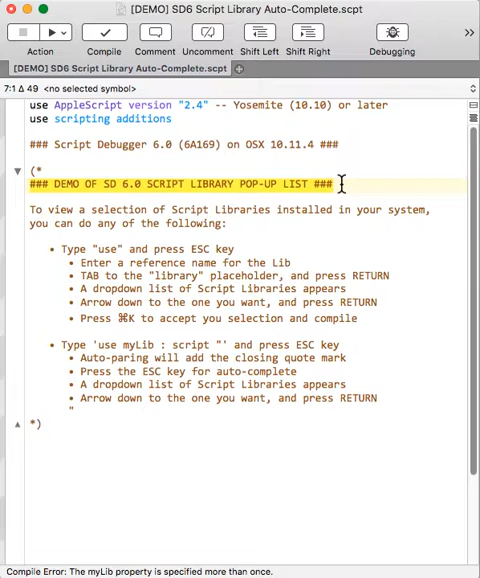 [DEMO] SD6 Script Library Auto-Complete.scpt
Action
Compile
Comment
Uncomment
Shift Left
Shift Right
Debugging
[DEMO] SD6 Script Library Auto-Complete.scpt
7:1 Δ 49 <no selected symbol>
use AppleScript version "2.4" -- Yosemite (10.10) or later
use scripting additions
### Script Debugger 6.0 (6A169) on OSX 10.11.4 ###
(*
### DEMO OF SD 6.0 SCRIPT LIBRARY POP-UP LIST ###
To view a selection of Script Libraries installed in your system,
you can do any of the following:
• Type "use" and press ESC key
• Enter a reference name for the Lib
• TAB to the "library" placeholder, and press RETURN
• A dropdown list of Script Libraries appears
• Arrow down to the one you want, and press RETURN
• Press ⌘K to accept you selection and compile
• Type 'use myLib : script "' and press ESC key
• Auto-paring will add the closing quote mark
• Press the ESC key for auto-complete
• A dropdown list of Script Libraries appears
• Arrow down to the one you want, and press RETURN
"
*)
Compile Error: The myLib property is specified more than once.